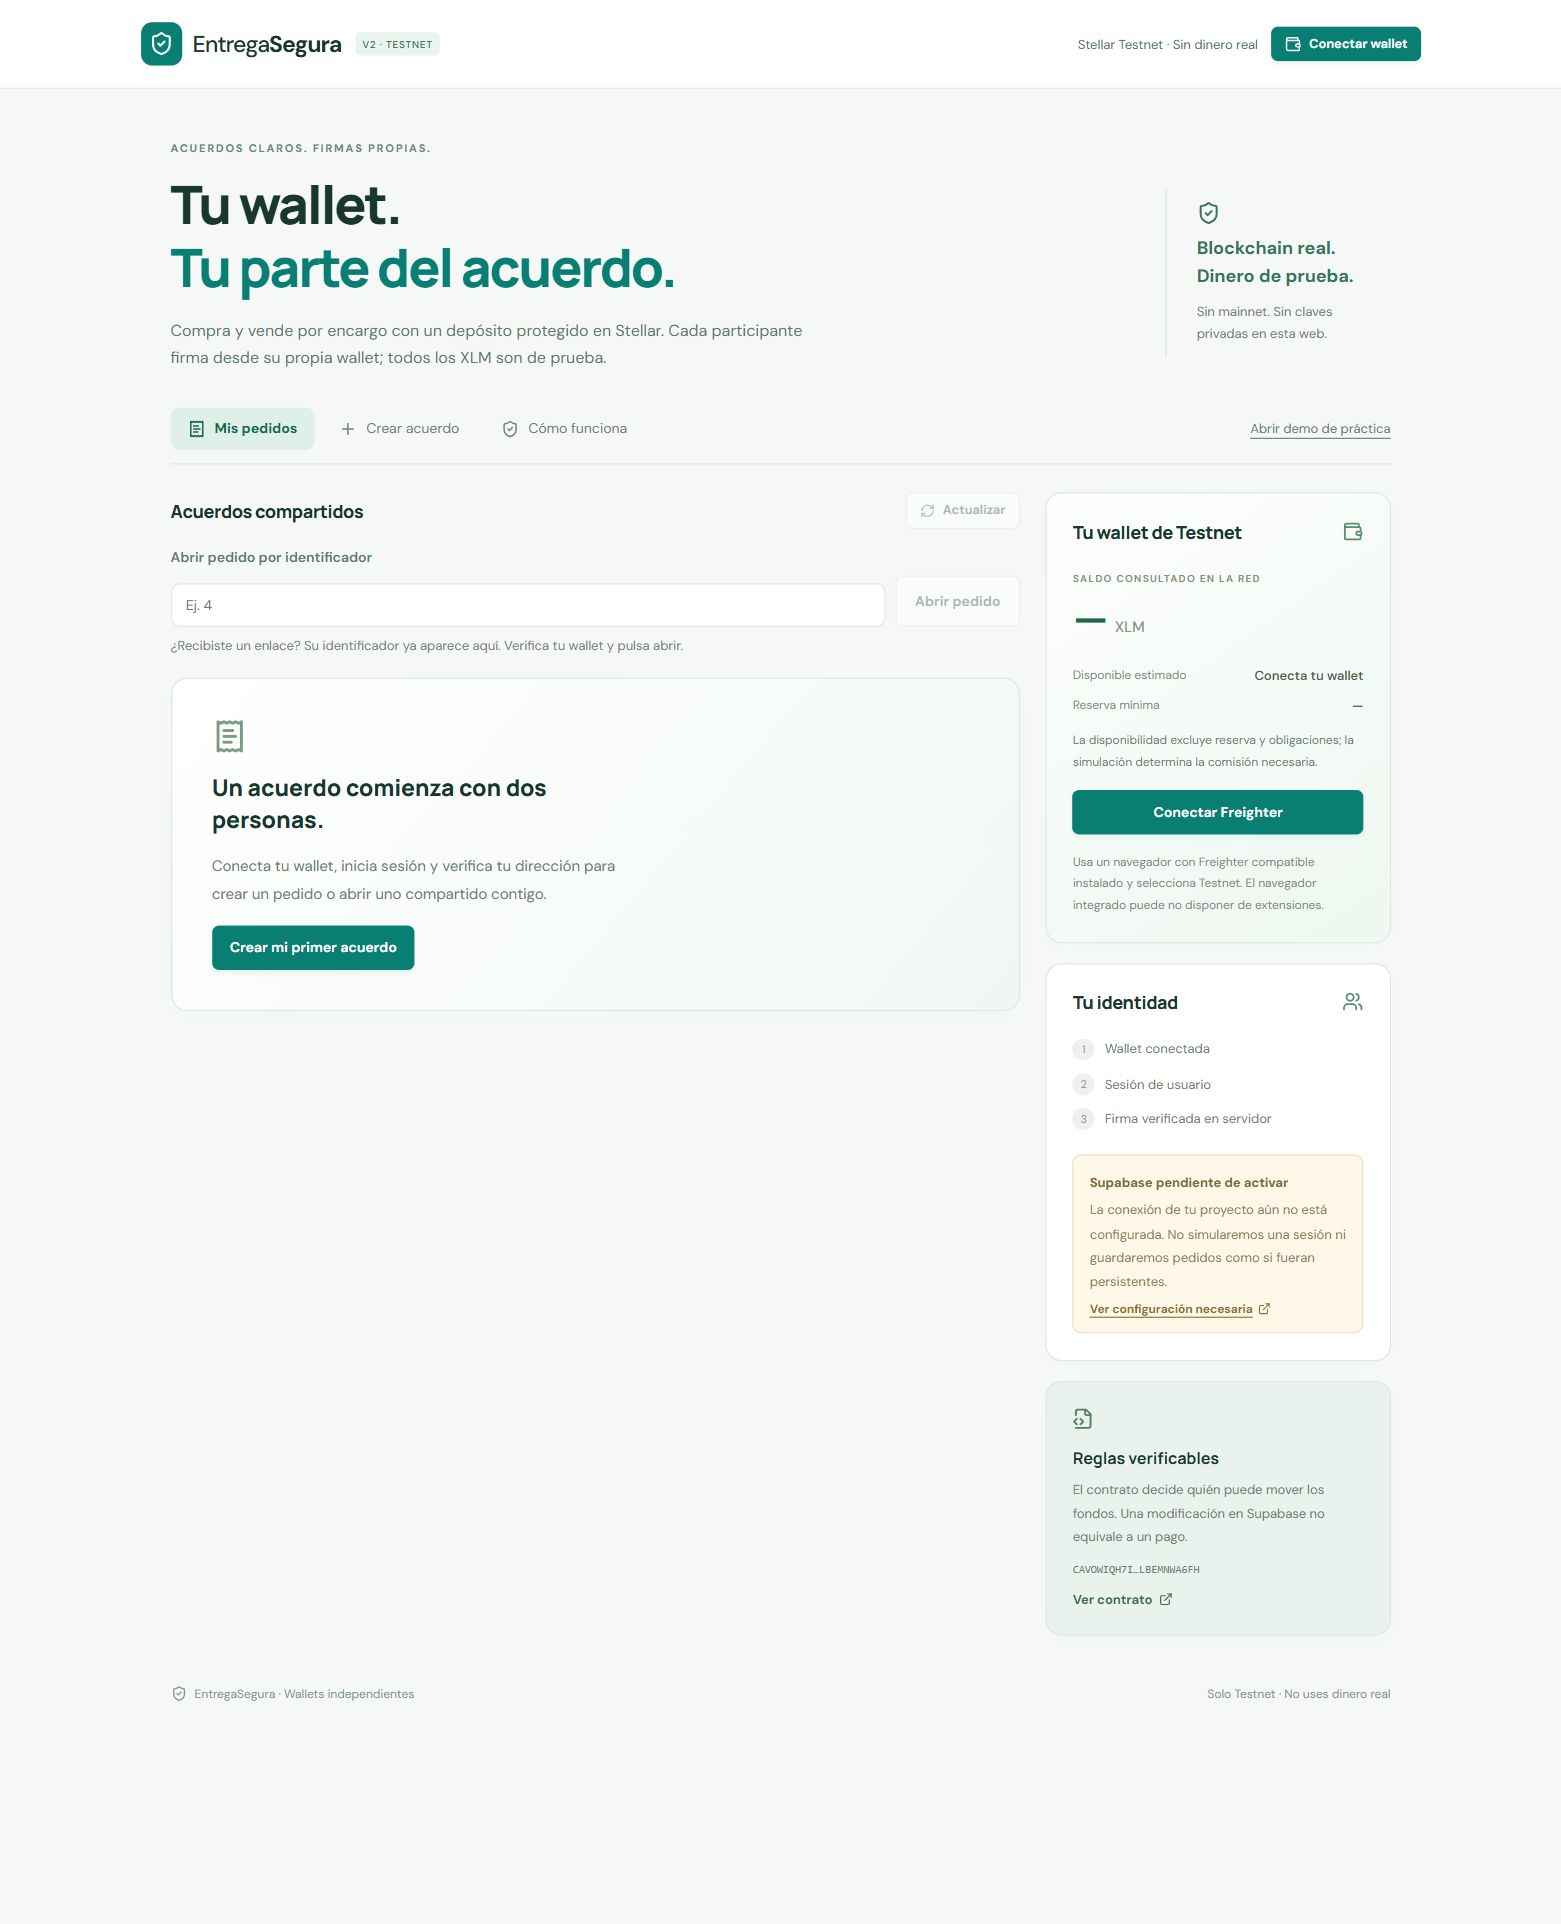 EntregaSegura
V2 · TESTNET
Stellar Testnet · Sin dinero real
Conectar wallet
ACUERDOS CLAROS. FIRMAS PROPIAS.
Tu wallet.
Tu parte del acuerdo.
Compra y vende por encargo con un depósito protegido en Stellar. Cada participante
firma desde su propia wallet; todos los XLM son de prueba.
Blockchain real.
Dinero de prueba.
Sin mainnet. Sin claves
privadas en esta web.
Mis pedidos
Crear acuerdo
Cómo funciona
Abrir demo de práctica
Acuerdos compartidos
Actualizar
Abrir pedido por identificador
Ej. 4
Abrir pedido
¿Recibiste un enlace? Su identificador ya aparece aquí. Verifica tu wallet y pulsa abrir.
Un acuerdo comienza con dos
personas.
Conecta tu wallet, inicia sesión y verifica tu dirección para
crear un pedido o abrir uno compartido contigo.
Crear mi primer acuerdo
Tu wallet de Testnet
SALDO CONSULTADO EN LA RED
— XLM
Disponible estimado
Conecta tu wallet
Reserva mínima
—
La disponibilidad excluye reserva y obligaciones; la
simulación determina la comisión necesaria.
Conectar Freighter
Usa un navegador con Freighter compatible
instalado y selecciona Testnet. El navegador
integrado puede no disponer de extensiones.
Tu identidad
1 Wallet conectada
2 Sesión de usuario
3 Firma verificada en servidor
Supabase pendiente de activar
La conexión de tu proyecto aún no está
configurada. No simularemos una sesión ni
guardaremos pedidos como si fueran
persistentes.
Ver configuración necesaria
Reglas verificables
El contrato decide quién puede mover los
fondos. Una modificación en Supabase no
equivale a un pago.
CAVOWIQH7I…LBEMNWA6FH
Ver contrato
EntregaSegura · Wallets independientes
Solo Testnet · No uses dinero real